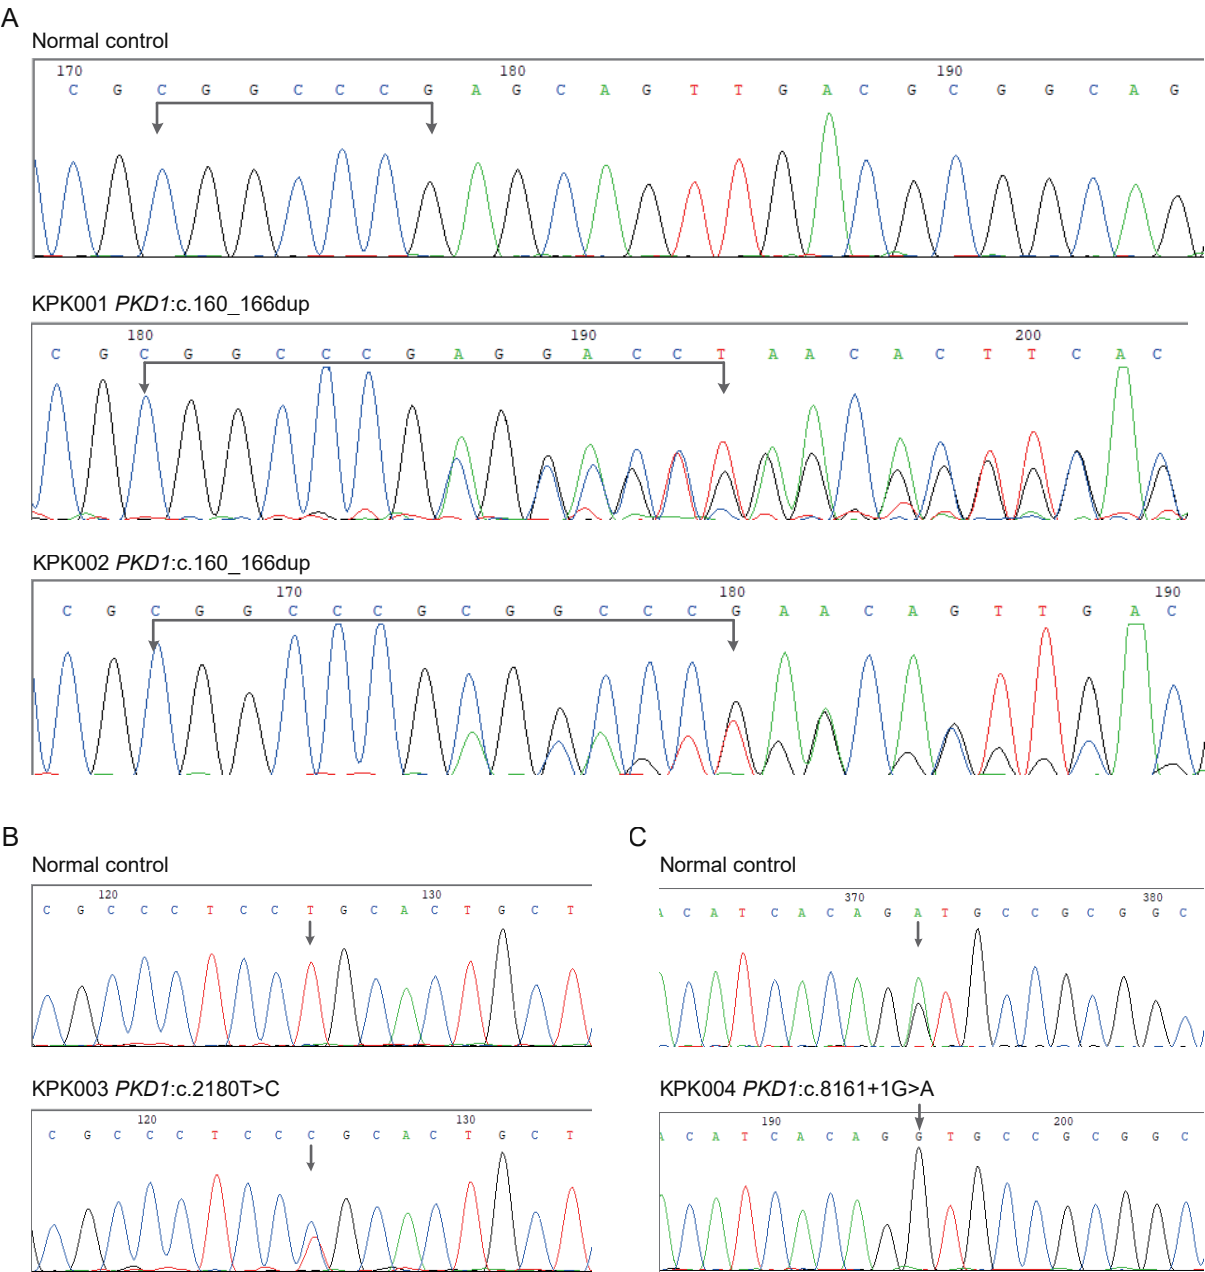 A
Normal control
170 180 190
C G C G G C C C G A G C A G T T G A C G C G G C A G
KPK001 PKD1:c.160_166dup
180 190 200
C G C G G C C C G A G G A C C T A A C A C T T C A C
KPK002 PKD1:c.160_166dup
170 180 190
C G C G G C C C G C G G C C C G A A C A G T T G A C
B
Normal control
120 130
C G C C C T C C T G C A C T G C T
KPK003 PKD1:c.2180T>C
120 130
C G C C C T C C C G C A C T G C T
C
Normal control
370 380
A C A T C A C A G A T G C C G C G G C
KPK004 PKD1:c.8161+1G>A
190 200
A C A T C A C A G G T G C C G C G G C